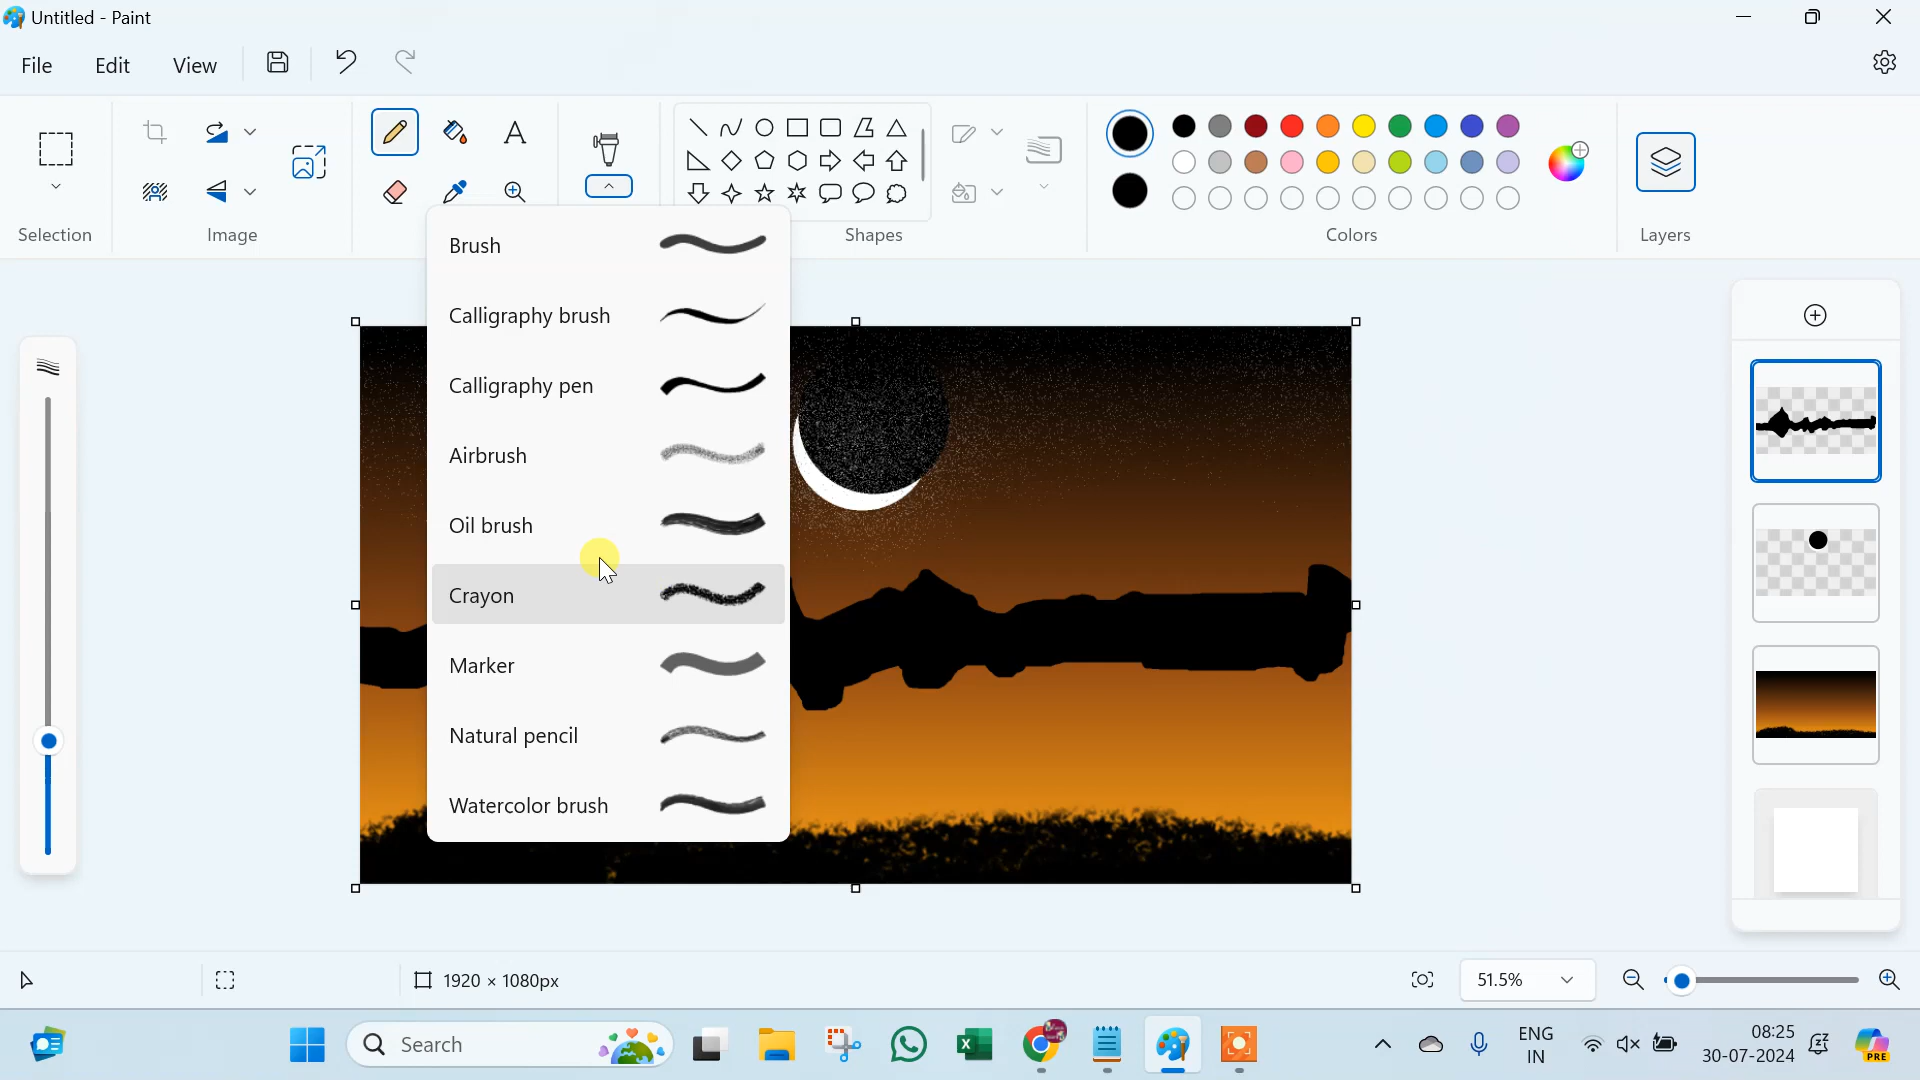 Untitled - Paint
File Edit View
Selection
Image
Shapes
Colors
Layers
Brush
Calligraphy brush
Calligraphy pen
Airbrush
Oil brush
Crayon
Marker
Natural pencil
Watercolor brush
1920 × 1080px
51.5%
Search
ENG
IN
08:25
30-07-2024
PRE